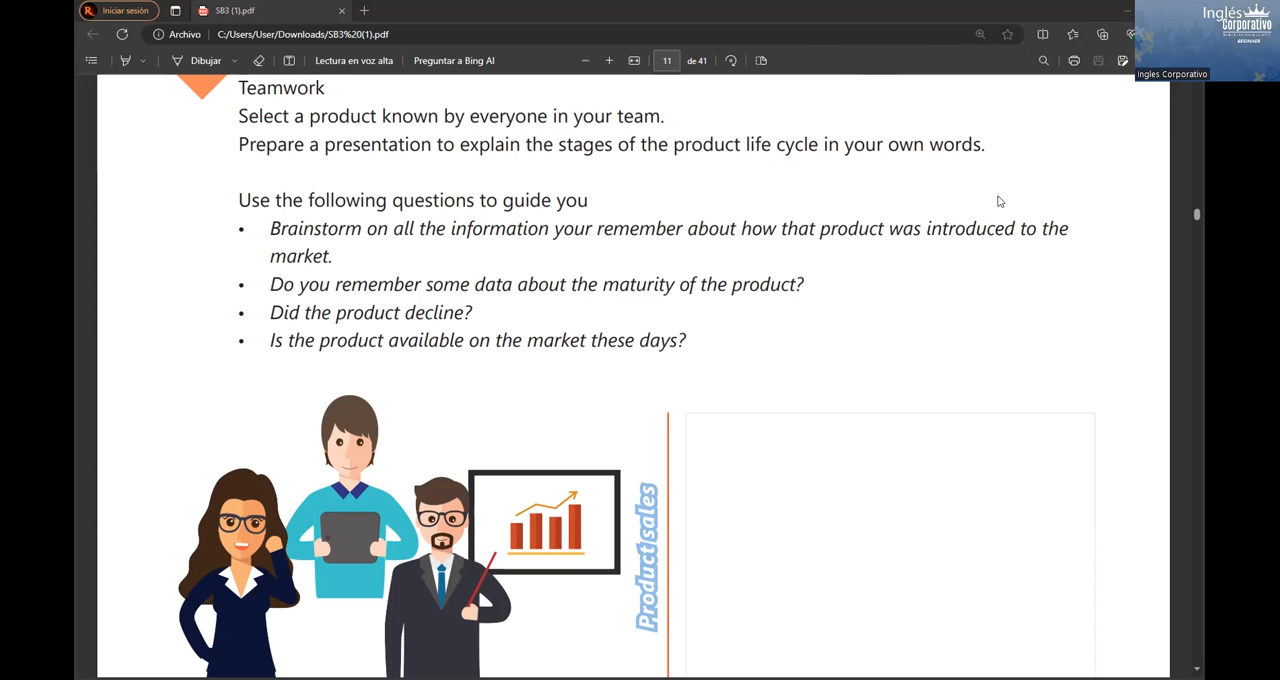 Iniciar sesión
SB3 (1).pdf
Inglés
Corporativo
BEGINNER
Ingles Corporativo
Archivo
C:/Users/User/Downloads/SB3%20(1).pdf
Dibujar
Lectura en voz alta
Preguntar a Bing AI
11
de 41
Teamwork
Select a product known by everyone in your team.
Prepare a presentation to explain the stages of the product life cycle in your own words.
Use the following questions to guide you
• Brainstorm on all the information your remember about how that product was introduced to the
market.
• Do you remember some data about the maturity of the product?
• Did the product decline?
• Is the product available on the market these days?
Product sales